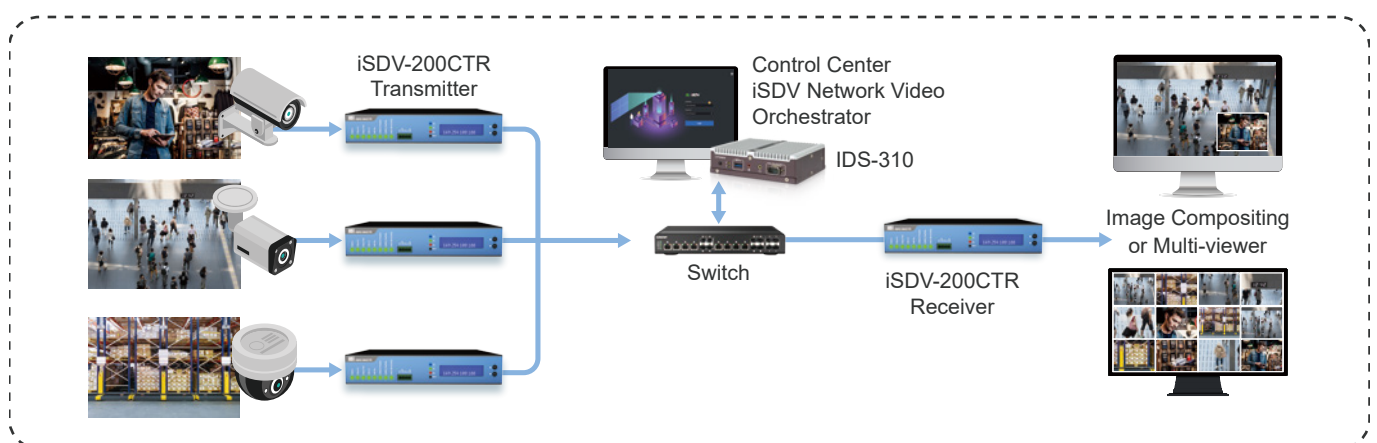 iSDV-200CTR
Transmitter
Control Center
iSDV Network Video
Orchestrator
IDS-310
Switch
iSDV-200CTR
Receiver
Image Compositing
or Multi-viewer